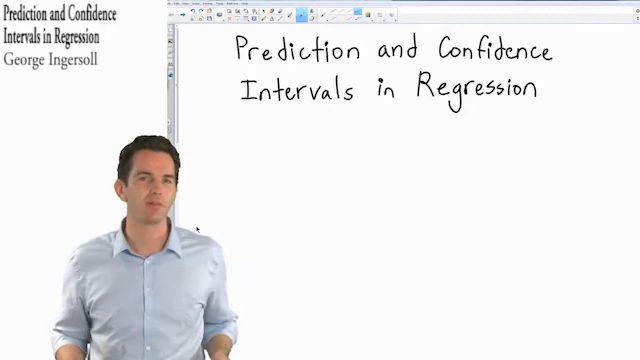 Prediction and Confidence
Intervals in Regression
George Ingersoll
Prediction and Confidence
Intervals in Regression